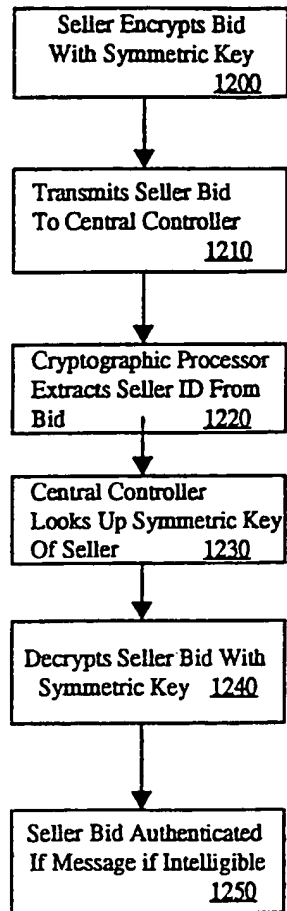 Seller Encrypts Bid
With Symmetric Key
1200
Transmits Seller Bid
To Central Controller
1210
Cryptographic Processor
Extracts Seller ID From
Bid 1220
Central Controller
Looks Up Symmetric Key
Of Seller 1230
Decrypts Seller Bid With
Symmetric Key 1240
Seller Bid Authenticated
If Message if Intelligible
1250